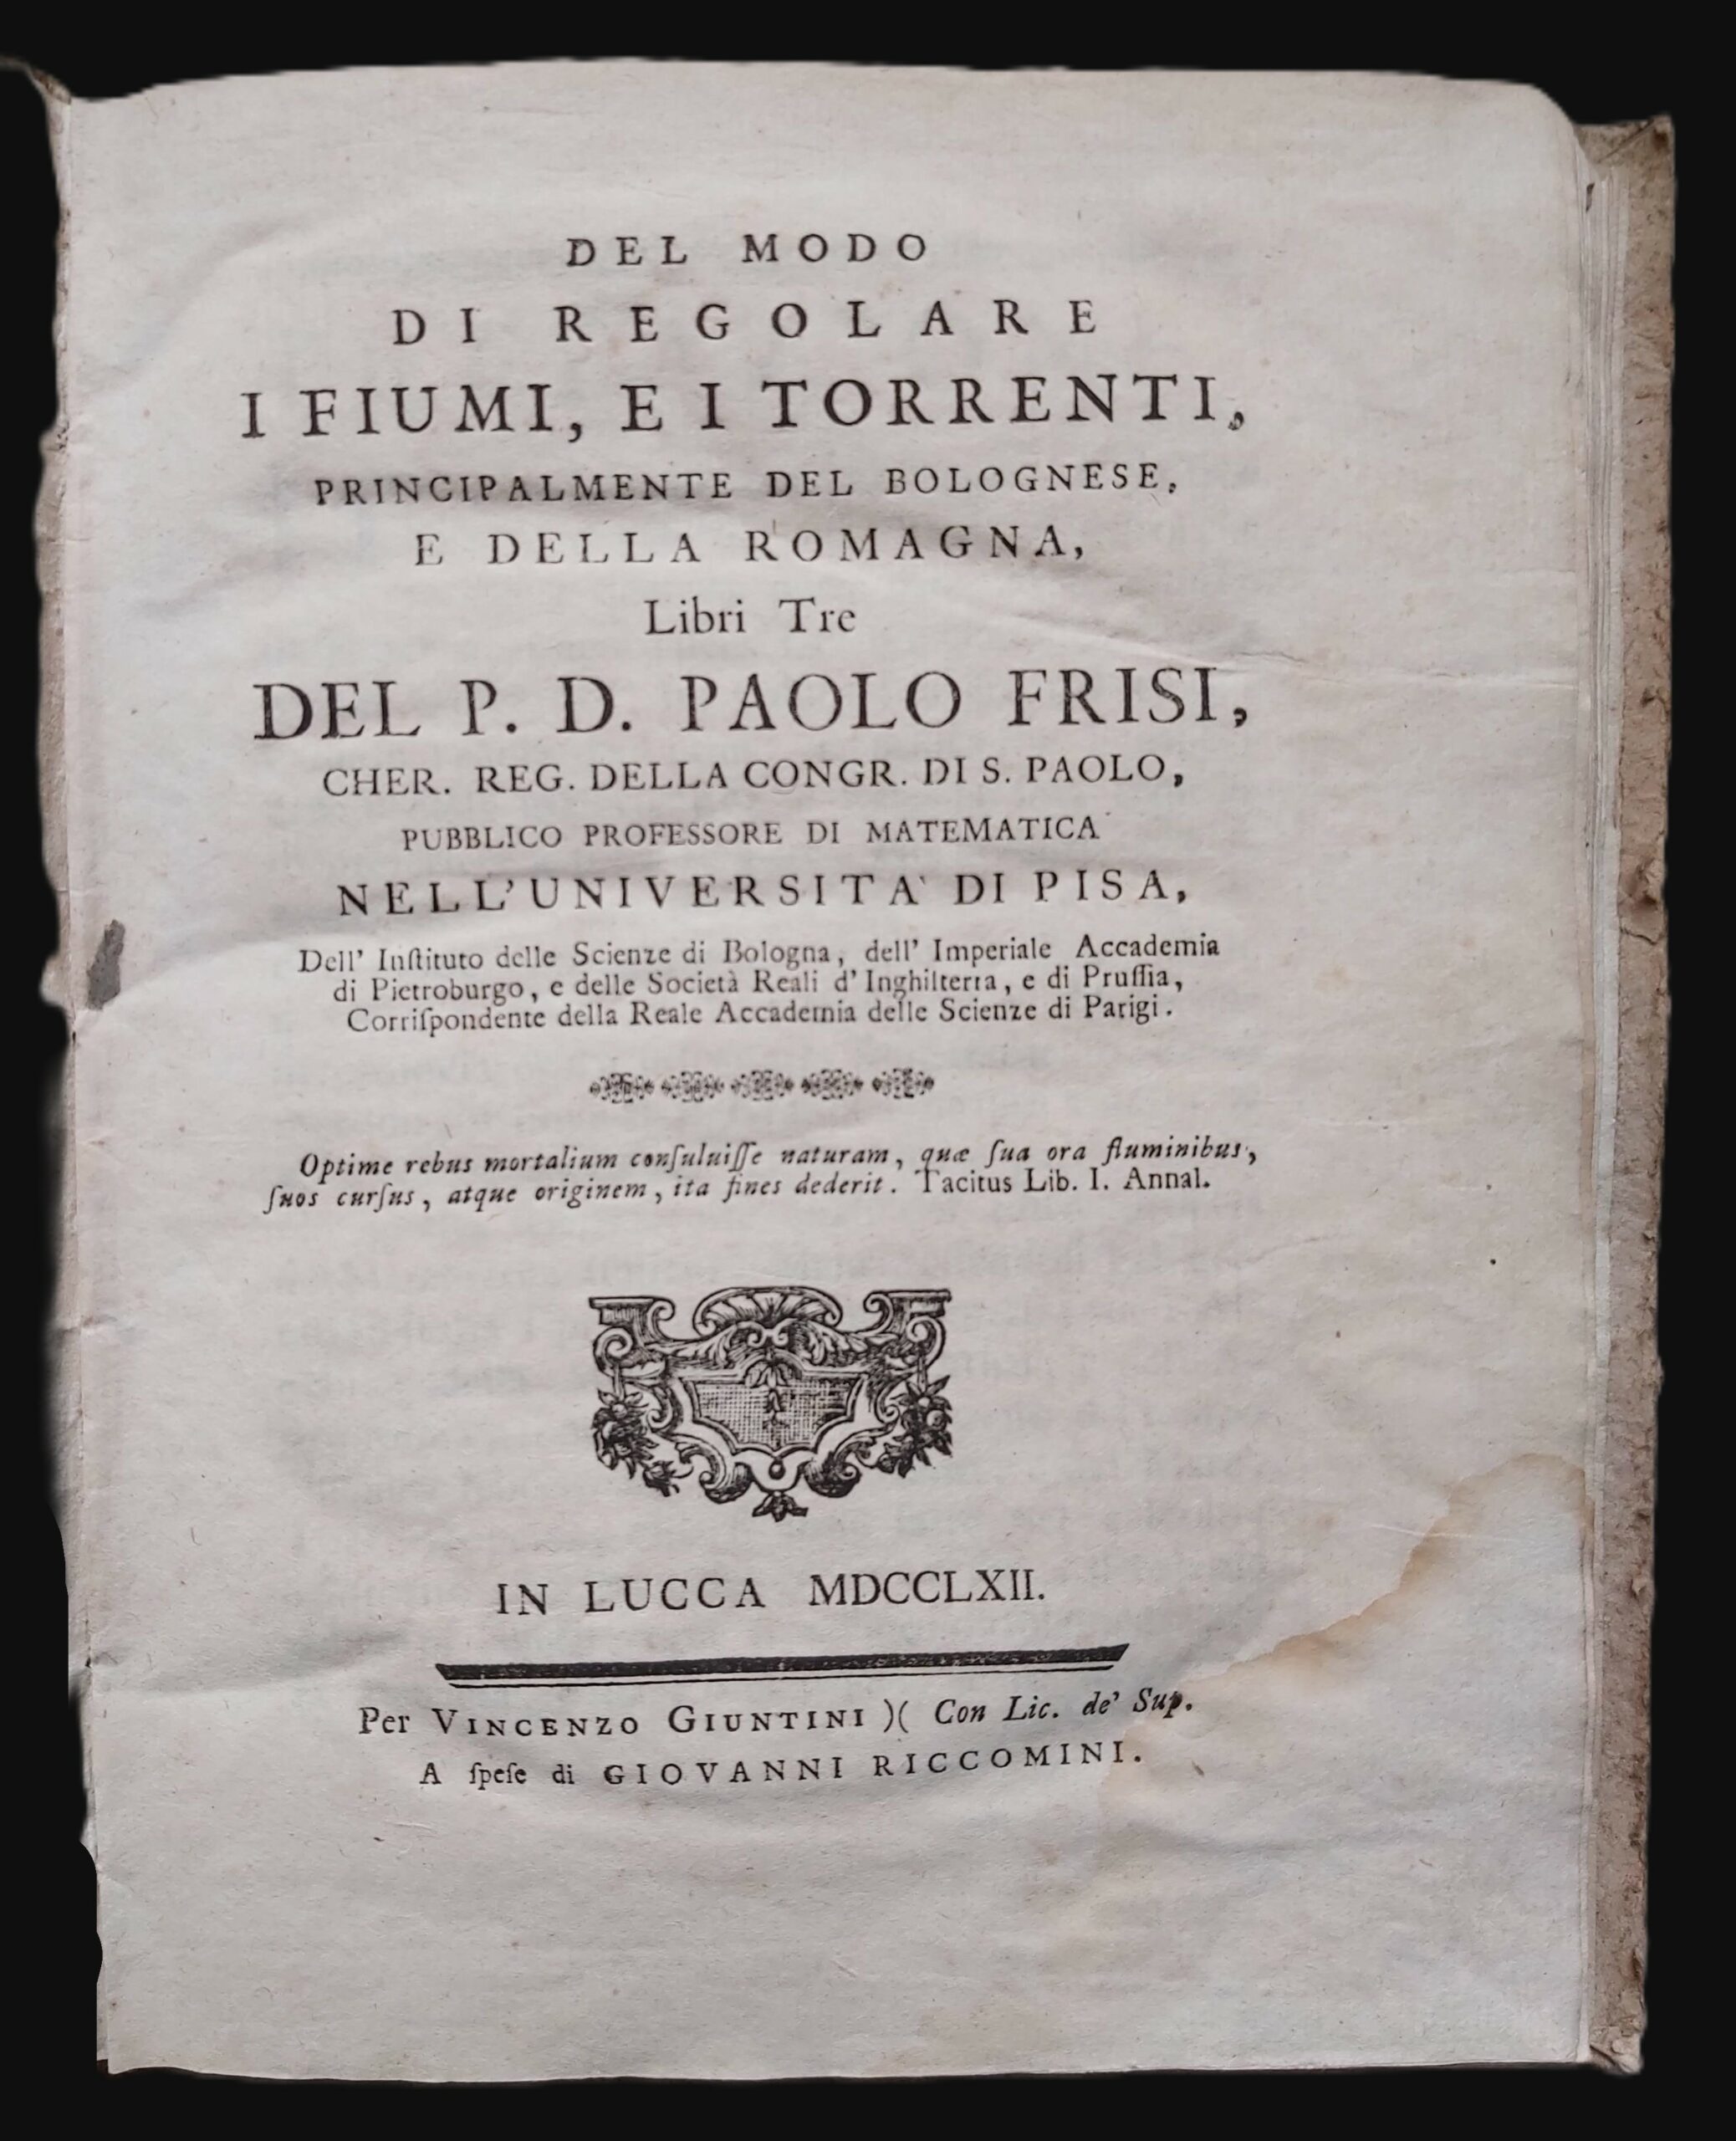 DEL MODO
DI REGOLARE
I FIUMI, E I TORRENTI,
PRINCIPALMENTE DEL BOLOGNESE,
E DELLA ROMAGNA,
Libri Tre
DEL P. D. PAOLO FRISI,
CHER. REG. DELLA CONGR. DI S. PAOLO,
PUBBLICO PROFESSORE DI MATEMATICA
NELL'UNIVERSITA' DI PISA,
Dell' Inſtituto delle Scienze di Bologna, dell' Imperiale Accademia
di Pietroburgo, e delle Società Reali d' Inghilterra, e di Pruſſia,
Corriſpondente della Reale Accademia delle Scienze di Parigi.
Optime rebus mortalium conſuluiſſe naturam, quæ ſua ora fluminibus,
ſuos curſus, atque originem, ita fines dederit. Tacitus Lib. I. Annal.
IN LUCCA MDCCLXII.
Per VINCENZO GIUNTINI )( Con Lic. de' Sup.
A ſpeſe di GIOVANNI RICCOMINI.